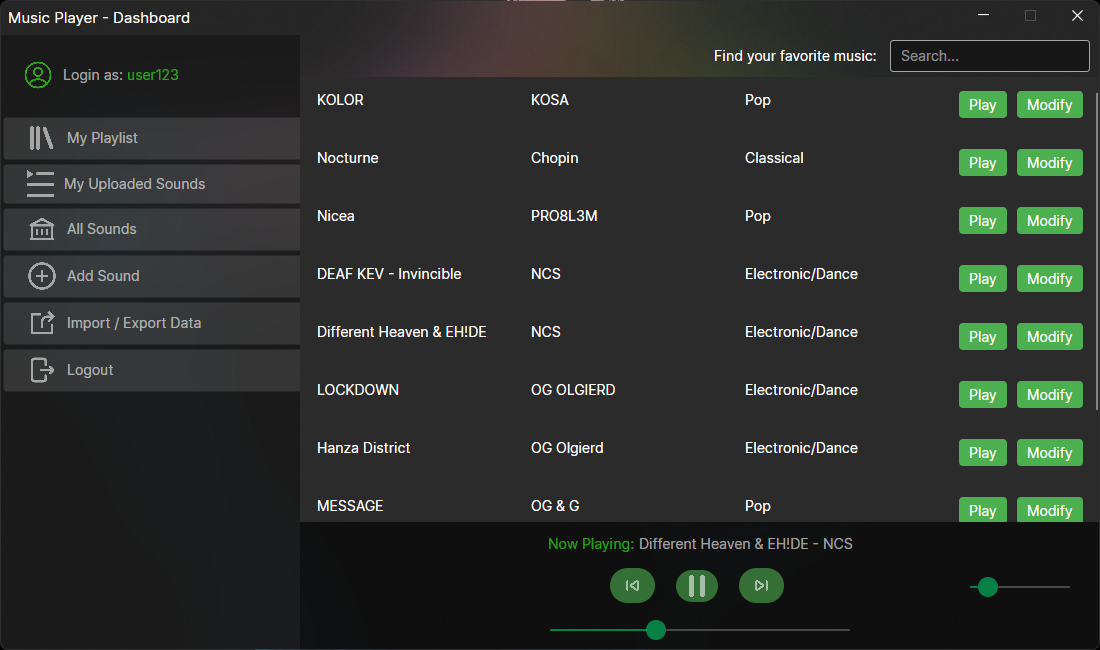 Music Player - Dashboard
Login as: user123
Find your favorite music: Search...
My Playlist
My Uploaded Sounds
All Sounds
Add Sound
Import / Export Data
Logout
KOLOR KOSA Pop Play Modify
Nocturne Chopin Classical Play Modify
Nicea PRO8L3M Pop Play Modify
DEAF KEV - Invincible NCS Electronic/Dance Play Modify
Different Heaven & EH!DE NCS Electronic/Dance Play Modify
LOCKDOWN OG OLGIERD Electronic/Dance Play Modify
Hanza District OG Olgierd Electronic/Dance Play Modify
MESSAGE OG & G Pop Play Modify
Now Playing: Different Heaven & EH!DE - NCS